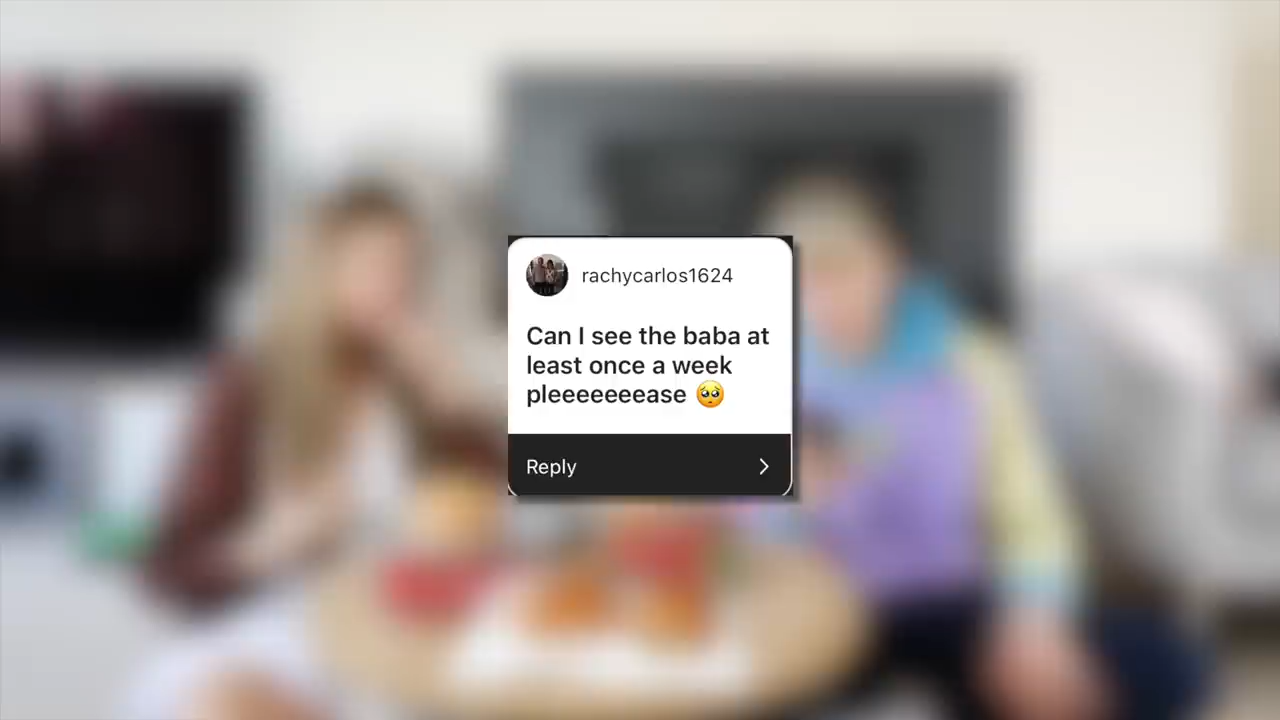 rachycarlos1624
Can I see the baba at
least once a week
pleeeeeeease 🥺
Reply